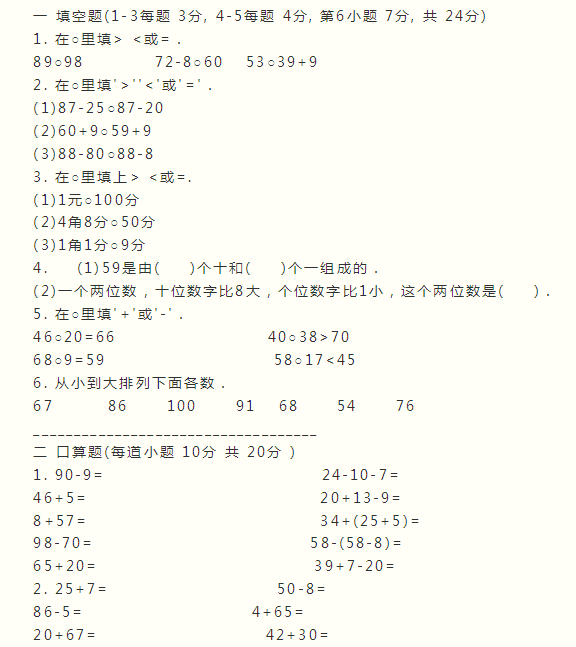 一 填空题(1-3每题 3分, 4-5每题 4分, 第6小题 7分, 共 24分)
1. 在○里填> <或= .
89○98 72-8○60 53○39+9
2. 在○里填'>''<'或'=' .
(1)87-25○87-20
(2)60+9○59+9
(3)88-80○88-8
3. 在○里填上> <或=.
(1)1元○100分
(2)4角8分○50分
(3)1角1分○9分
4. (1)59是由( )个十和( )个一组成的 .
(2)一个两位数 , 十位数字比8大 , 个位数字比1小 , 这个两位数是( ) .
5. 在○里填'+'或'-' .
46○20=66 40○38>70
68○9=59 58○17<45
6. 从小到大排列下面各数 .
67 86 100 91 68 54 76
___________________________________
二 口算题(每道小题 10分 共 20分 )
1. 90-9= 24-10-7=
46+5= 20+13-9=
8+57= 34+(25+5)=
98-70= 58-(58-8)=
65+20= 39+7-20=
2. 25+7= 50-8=
86-5= 4+65=
20+67= 42+30=